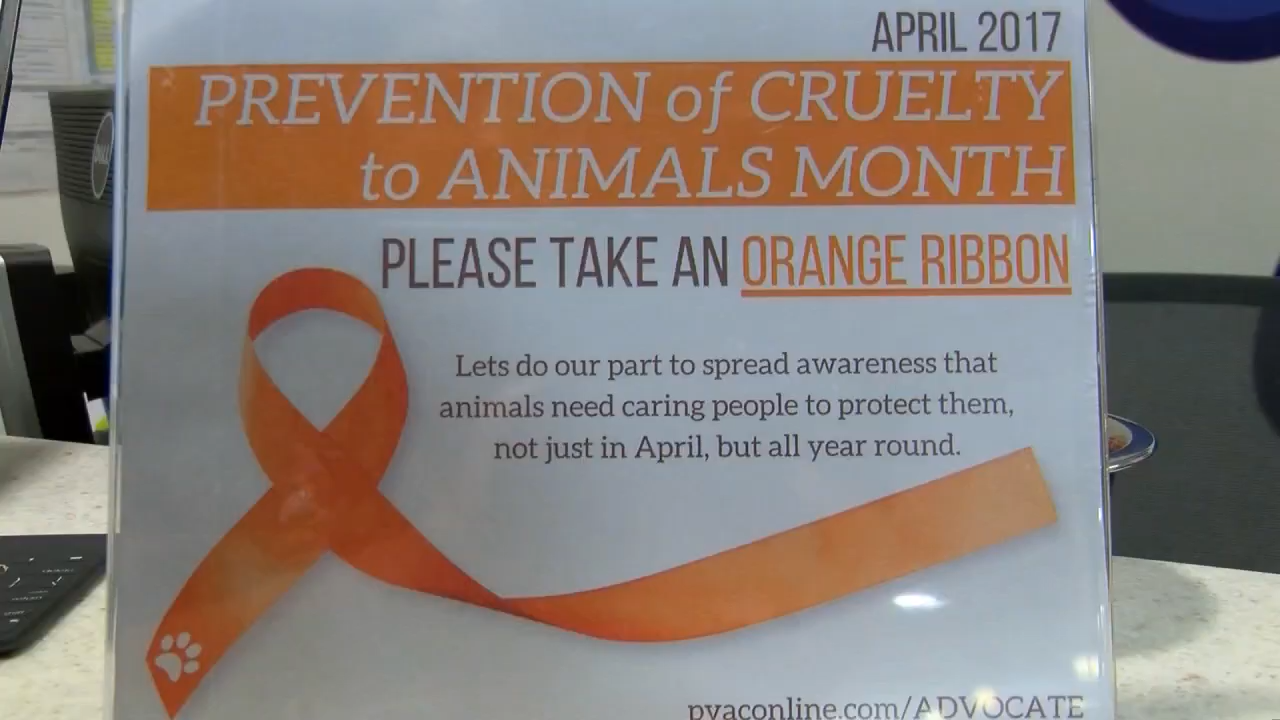 APRIL 2017
PREVENTION of CRUELTY
to ANIMALS MONTH
PLEASE TAKE AN ORANGE RIBBON
Lets do our part to spread awareness that
animals need caring people to protect them,
not just in April, but all year round.
pvaconline.com/ADVOCATE